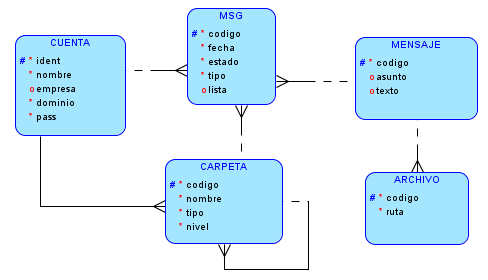 CUENTA
# * ident
* nombre
o empresa
* dominio
* pass
MSG
# * codigo
* fecha
* estado
* tipo
o lista
MENSAJE
# * codigo
o asunto
o texto
CARPETA
# * codigo
* nombre
* tipo
* nivel
ARCHIVO
# * codigo
* ruta